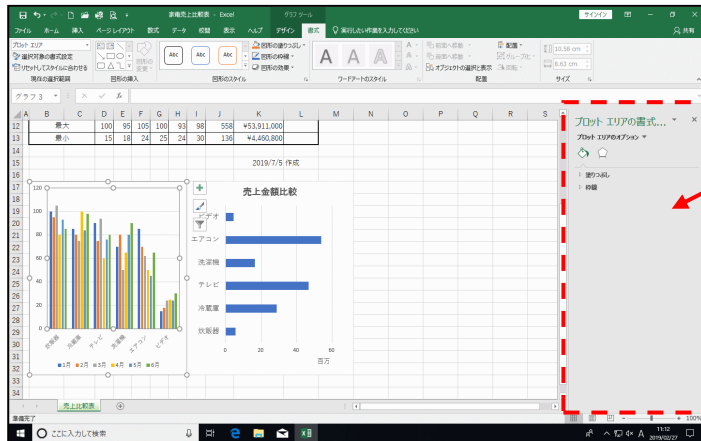 家電売上比較表 - Excel
グラフ ツール
サインイン
ファイル ホーム 挿入 ページ レイアウト 数式 データ 校閲 表示 ヘルプ デザイン 書式 実行したい作業を入力してください
共有
プロット エリア
選択対象の書式設定
リセットしてスタイルに合わせる
現在の選択範囲
図形の変更
図形の挿入
Abc Abc Abc
図形の塗りつぶし
図形の枠線
図形の効果
図形のスタイル
ワードアートのスタイル
前面へ移動
背面へ移動
オブジェクトの選択と表示
配置
グループ化
回転
配置
10.58 cm
8.63 cm
サイズ
グラフ 3
fx
A B C D E F G H I J K L M N O P Q R S
12 最大 100 95 105 100 93 98 558 ¥53,911,000
13 最小 15 18 24 25 24 30 136 ¥4,460,800
14
15 2019/7/5 作成
16
17
18
19
20
21
22
23
24
25
26
27
28
29
30
31
32
33
34
120
100
80
60
40
20
0
炊飯器 冷蔵庫 テレビ 洗濯機 エアコン ビデオ
1月 2月 3月 4月 5月 6月
売上金額比較
ビデオ
エアコン
洗濯機
テレビ
冷蔵庫
炊飯器
0 20 40 60
百万
プロット エリアの書式...
プロット エリアのオプション
塗りつぶし
枠線
売上比較表
準備完了
100%
ここに入力して検索
A
11:12
2019/02/27